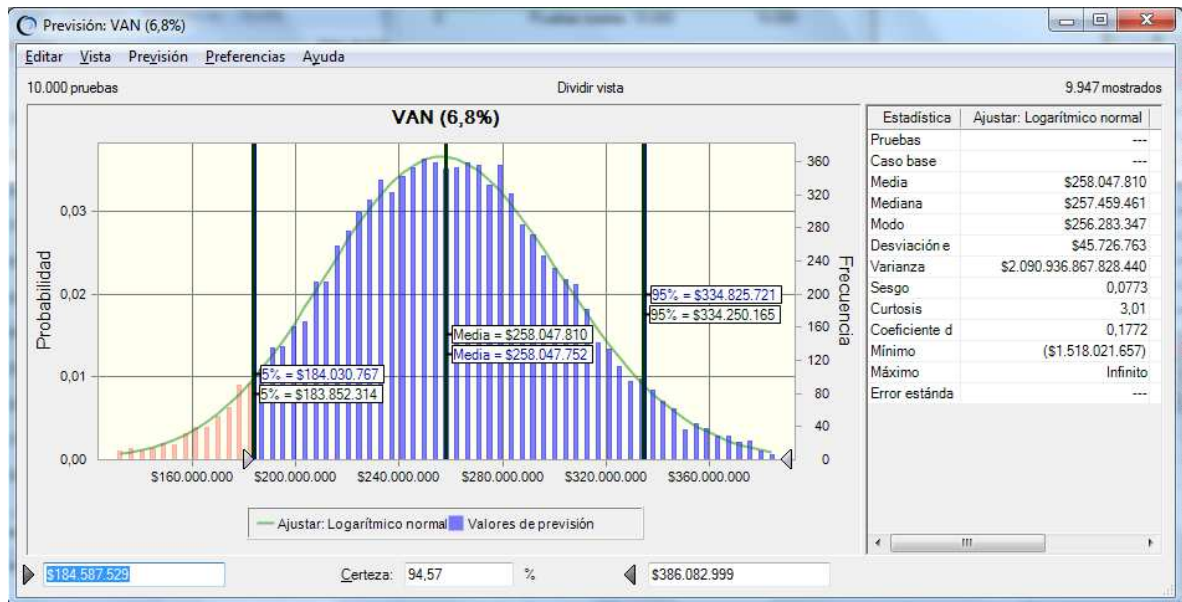 Previsión: VAN (6,8%)
Editar Vista Previsión Preferencias Ayuda
10.000 pruebas Dividir vista 9.947 mostrados
VAN (6,8%)
Probabilidad
0,03
0,02
0,01
0,00
Frecuencia
360
320
280
240
200
160
120
80
40
0
5% = $184.030.767
5% = $183.852.314
Media = $258.047.810
Media = $258.047.752
95% = $334.825.721
95% = $334.250.165
$160.000.000 $200.000.000 $240.000.000 $280.000.000 $320.000.000 $360.000.000
Ajustar: Logarítmico normal Valores de previsión
Estadística Ajustar: Logarítmico normal
Pruebas ---
Caso base ---
Media $258.047.810
Mediana $257.459.461
Modo $256.283.347
Desviación e $45.726.763
Varianza $2.090.936.867.828.440
Sesgo 0,0773
Curtosis 3,01
Coeficiente d 0,1772
Mínimo ($1.518.021.657)
Máximo Infinito
Error estánda ---
$184.587.529 Certeza: 94,57 % $386.082.999